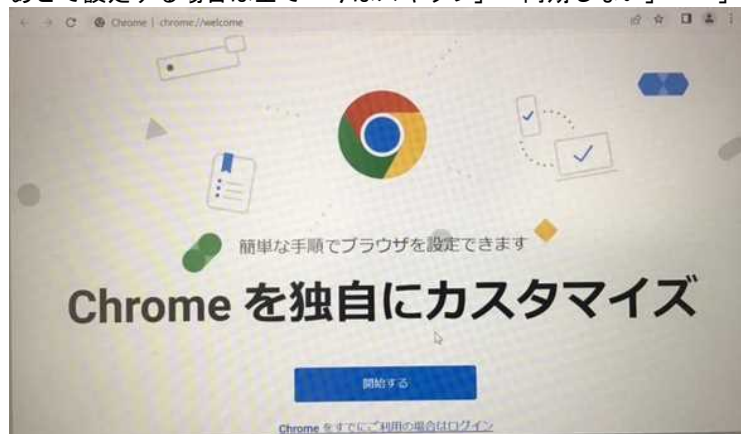 Chrome | chrome://welcome
簡単な手順でブラウザを設定できます
Chrome を独自にカスタマイズ
開始する
Chrome をすでにご利用の場合はログイン